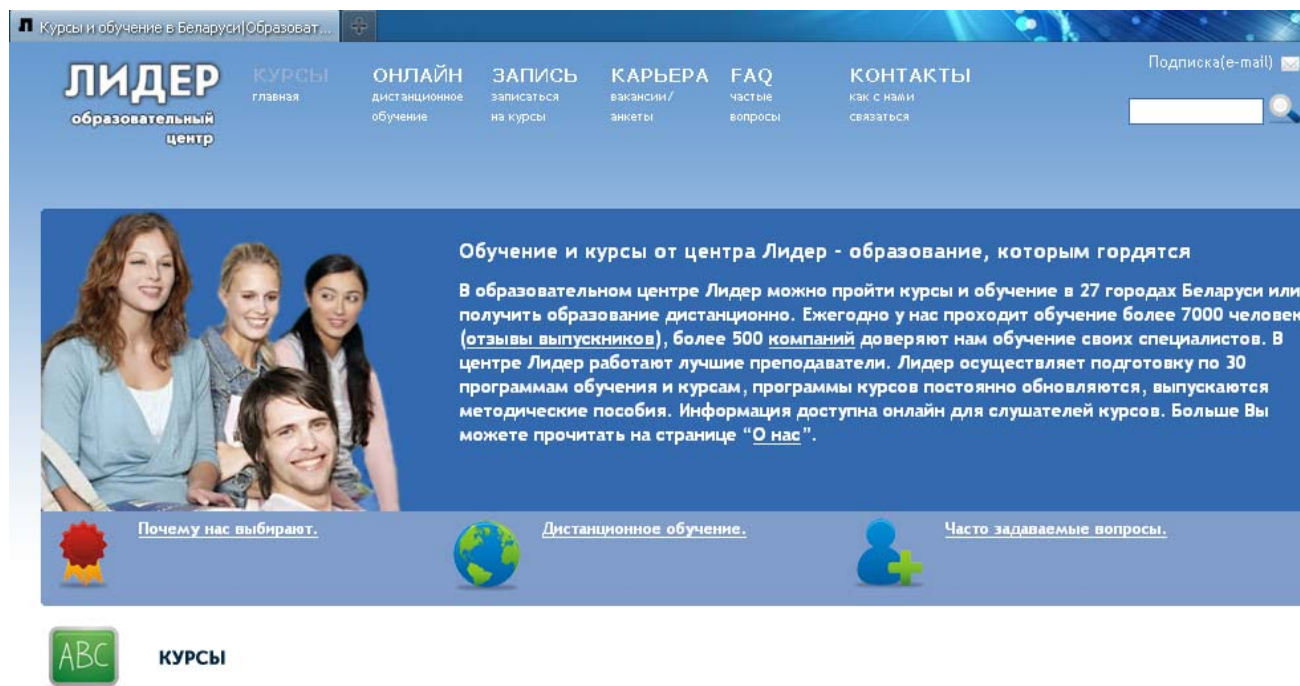 Курсы и обучение в Беларуси|Образоват...
ЛИДЕР
образовательный
центр
КУРСЫ
главная
ОНЛАЙН
дистанционное
обучение
ЗАПИСЬ
записаться
на курсы
КАРЬЕРА
вакансии/
анкеты
FAQ
частые
вопросы
КОНТАКТЫ
как с нами
связаться
Подписка(e-mail)
Обучение и курсы от центра Лидер - образование, которым гордятся
В образовательном центре Лидер можно пройти курсы и обучение в 27 городах Беларуси или
получить образование дистанционно. Ежегодно у нас проходит обучение более 7000 человек
(отзывы выпускников), более 500 компаний доверяют нам обучение своих специалистов. В
центре Лидер работают лучшие преподаватели. Лидер осуществляет подготовку по 30
программам обучения и курсам, программы курсов постоянно обновляются, выпускаются
методические пособия. Информация доступна онлайн для слушателей курсов. Больше Вы
можете прочитать на странице “О нас”.
Почему нас выбирают.
Дистанционное обучение.
Часто задаваемые вопросы.
ABC
КУРСЫ